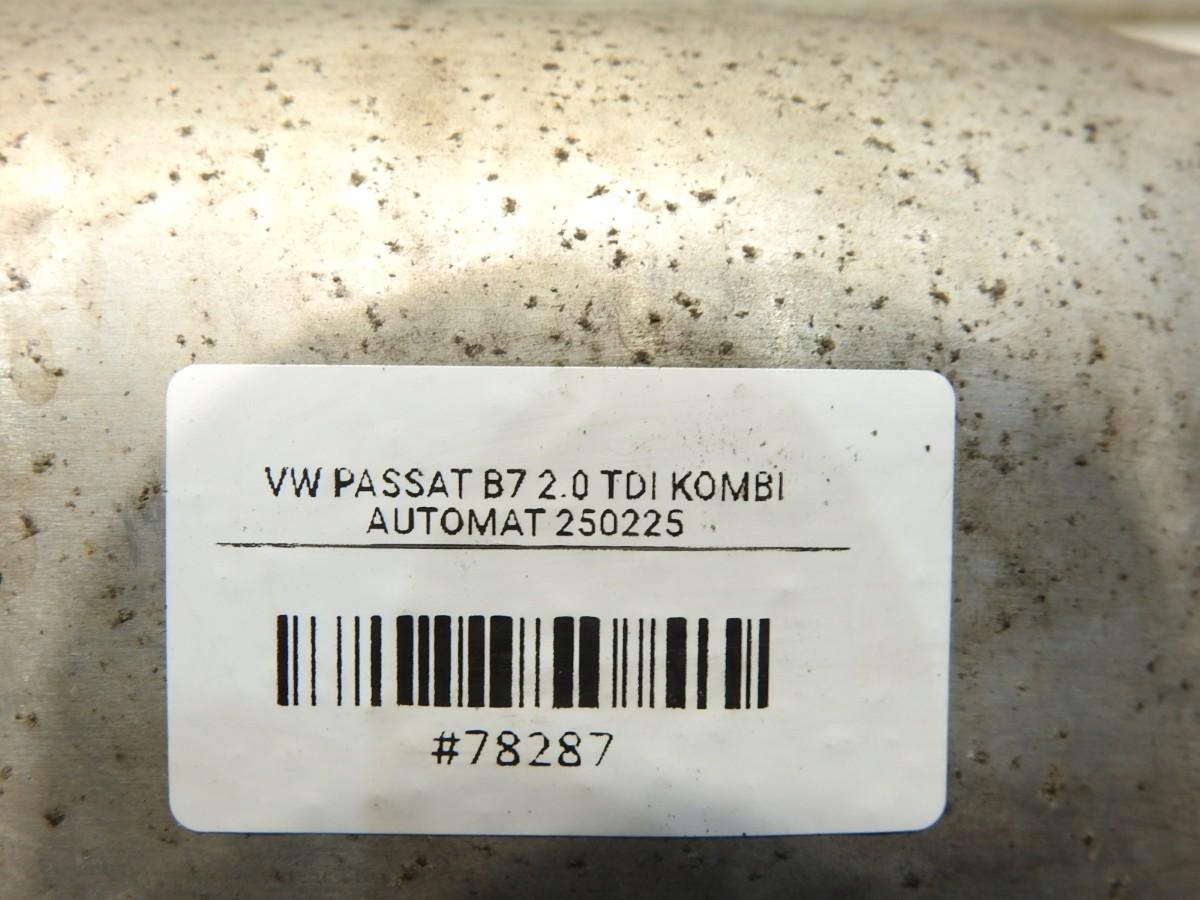 VW PASSAT B7 2.0 TDI KOMBI
AUTOMAT 250225
#78287